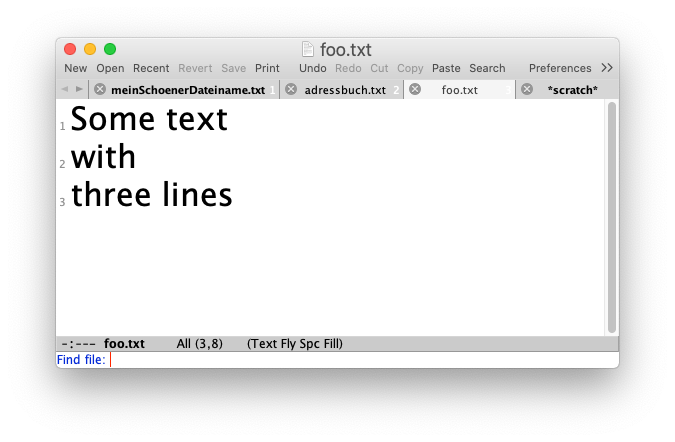 foo.txt
New Open Recent Revert Save Print Undo Redo Cut Copy Paste Search Preferences >>
meinSchoenerDateiname.txt 1 adressbuch.txt 2 foo.txt 3 *scratch*
1 Some text
2 with
3 three lines
-:--- foo.txt All (3,8) (Text Fly Spc Fill)
Find file: